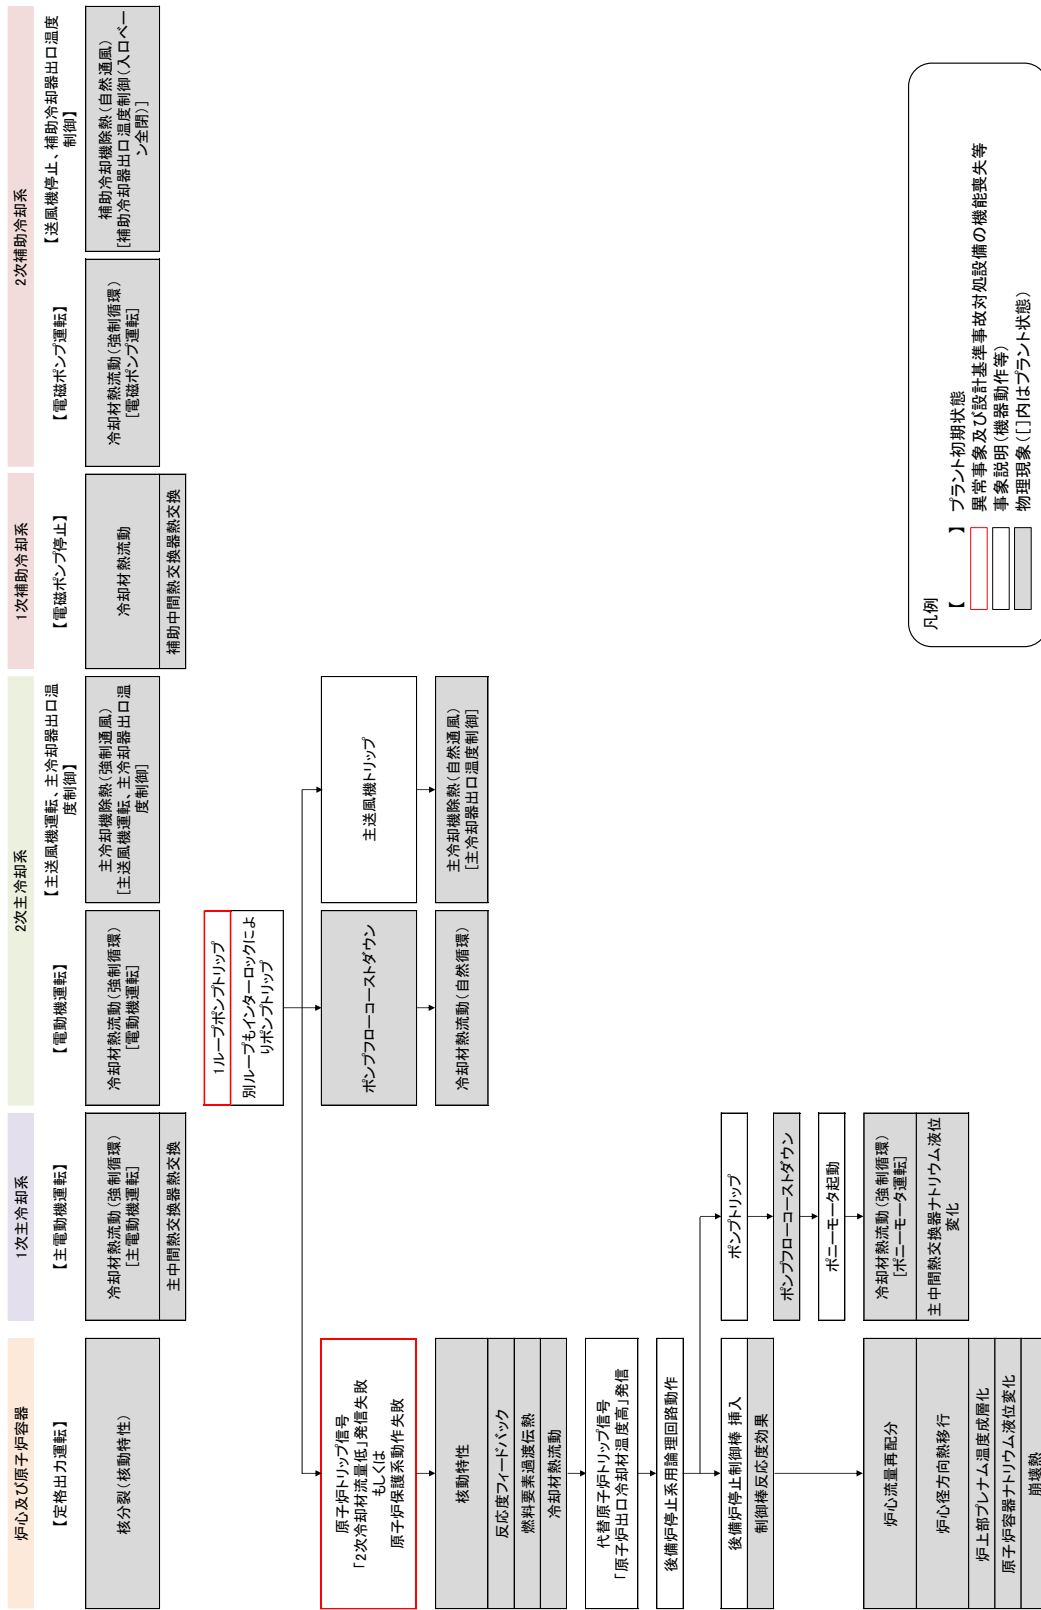 炉心及び原子炉容器
1次主冷却系
2次主冷却系
1次補助冷却系
2次補助冷却系
【定格出力運転】
【主電動機運転】
【電動機運転】
【主送風機運転、主冷却器出口温
度制御】
【電磁ポンプ停止】
【電磁ポンプ運転】
【送風機停止、補助冷却器出口温度
制御】
核分裂(核動特性)
冷却材熱流動(強制循環)
[主電動機運転]
主中間熱交換器熱交換
冷却材熱流動(強制循環)
[電動機運転]
主冷却機除熱(強制通風)
[主送風機運転、主冷却器出口温
度制御]
冷却材熱流動
補助中間熱交換器熱交換
冷却材熱流動(強制循環)
[電磁ポンプ運転]
補助冷却機除熱(自然通風)
[補助冷却器出口温度制御(入口ベー
ン全閉)]
1ループポンプトリップ
別ループもインターロックによ
りポンプトリップ
原子炉トリップ信号
「2次冷却材流量低」発信失敗
もしくは
原子炉保護系動作失敗
ポンプフローコーストダウン
主送風機トリップ
核動特性
反応度フィードバック
燃料要素過渡伝熱
冷却材熱流動
冷却材熱流動(自然循環)
主冷却機除熱(自然通風)
[主冷却器出口温度制御]
代替原子炉トリップ信号
「原子炉出口冷却材温度高」発信
後備炉停止系用論理回路動作
後備炉停止制御棒 挿入
制御棒反応度効果
ポンプトリップ
ポンプフローコーストダウン
ポニーモータ起動
炉心流量再配分
炉心径方向熱移行
炉上部プレナム温度成層化
原子炉容器ナトリウム液位変化
崩壊熱
冷却材熱流動(強制循環)
[ポニーモータ運転]
主中間熱交換器ナトリウム液位
変化
凡例
【 】 プラント初期状態
異常事象及び設計基準事故対処設備の機能喪失等
事象説明(機器動作等)
物理現象([]内はプラント状態)